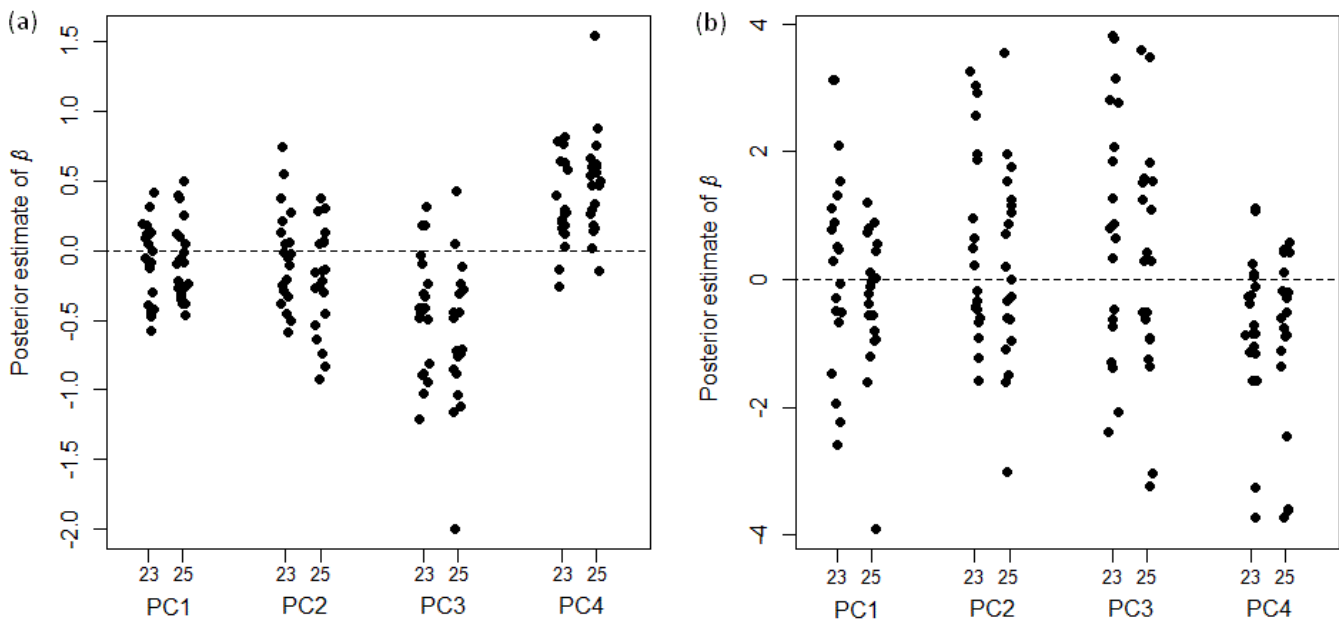 (a)
Posterior estimate of β
1.5
1.0
0.5
0.0
-0.5
-1.0
-1.5
-2.0
23 25 23 25 23 25 23 25
PC1 PC2 PC3 PC4
(b)
Posterior estimate of β
4
2
0
-2
-4
23 25 23 25 23 25 23 25
PC1 PC2 PC3 PC4